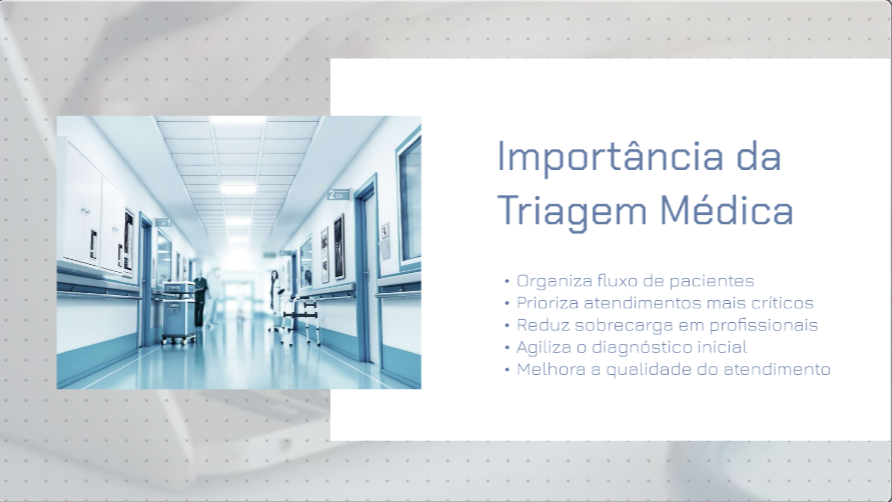 Importância da
Triagem Médica
• Organiza fluxo de pacientes
• Prioriza atendimentos mais críticos
• Reduz sobrecarga em profissionais
• Agiliza o diagnóstico inicial
• Melhora a qualidade do atendimento